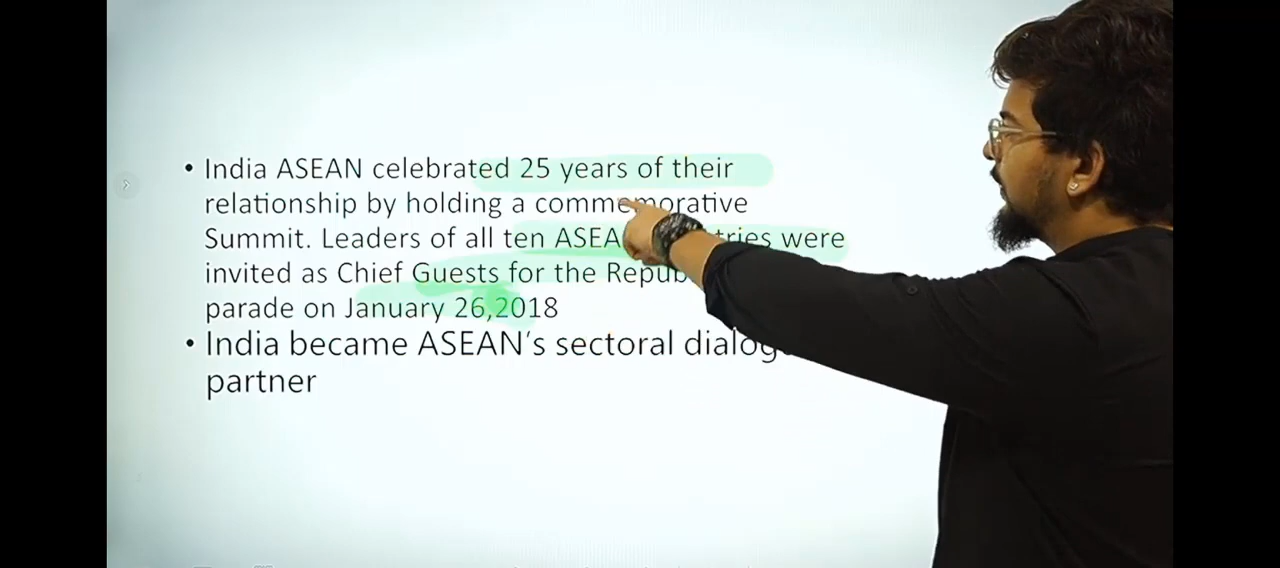 • India ASEAN celebrated 25 years of their
relationship by holding a commemorative
Summit. Leaders of all ten were
invited as Chief Guests for the
parade on January 26,2018
• India became ASEAN's sectoral
partner